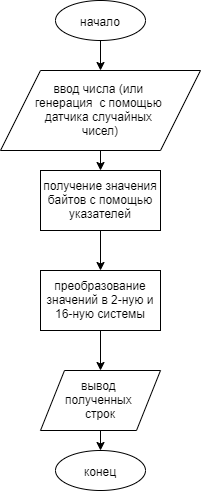 начало
ввод числа (или
генерация с помощью
датчика случайных
чисел)
получение значения
байтов с помощью
указателей
преобразование
значений в 2-ную и
16-ную системы
вывод
полученных
строк
конец